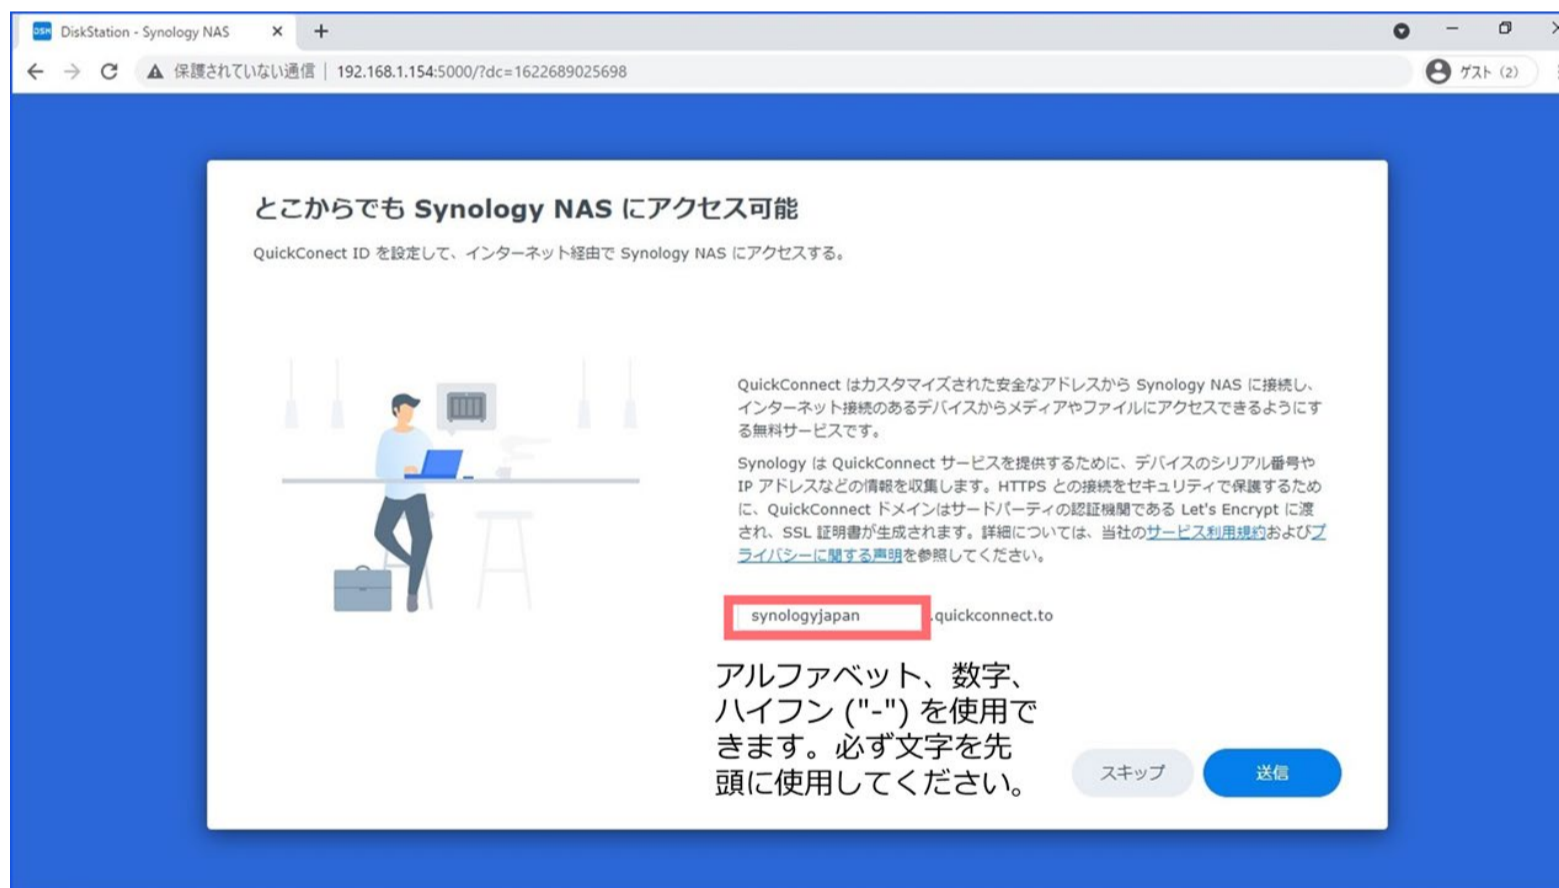 DSM DiskStation - Synology NAS
保護されていない通信 | 192.168.1.154:5000/?dc=1622689025698
ゲスト (2)
とこからでも Synology NAS にアクセス可能
QuickConect ID を設定して、インターネット経由で Synology NAS にアクセスする。
QuickConnect はカスタマイズされた安全なアドレスから Synology NAS に接続し、
インターネット接続のあるデバイスからメディアやファイルにアクセスできるようにす
る無料サービスです。
Synology は QuickConnect サービスを提供するために、デバイスのシリアル番号や
IP アドレスなどの情報を収集します。HTTPS との接続をセキュリティで保護するため
に、QuickConnect ドメインはサードパーティの認証機関である Let's Encrypt に渡
され、SSL 証明書が生成されます。詳細については、当社のサービス利用規約およびプ
ライバシーに関する声明を参照してください。
synologyjapan .quickconnect.to
アルファベット、数字、
ハイフン ("-") を使用で
きます。必ず文字を先
頭に使用してください。
スキップ 送信